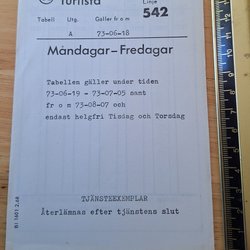 Turlista
Linje
542
Tabell Utg. Gäller fr o m
A 73-06-18
Måndagar-Fredagar
Tabellen gäller under tiden
73-06-19 - 73-07-05 samt
fr o m 73-08-07 och
endast helgfri Tisdag och Torsdag
TJÄNSTEEXEMPLAR
Återlämnas efter tjänstens slut